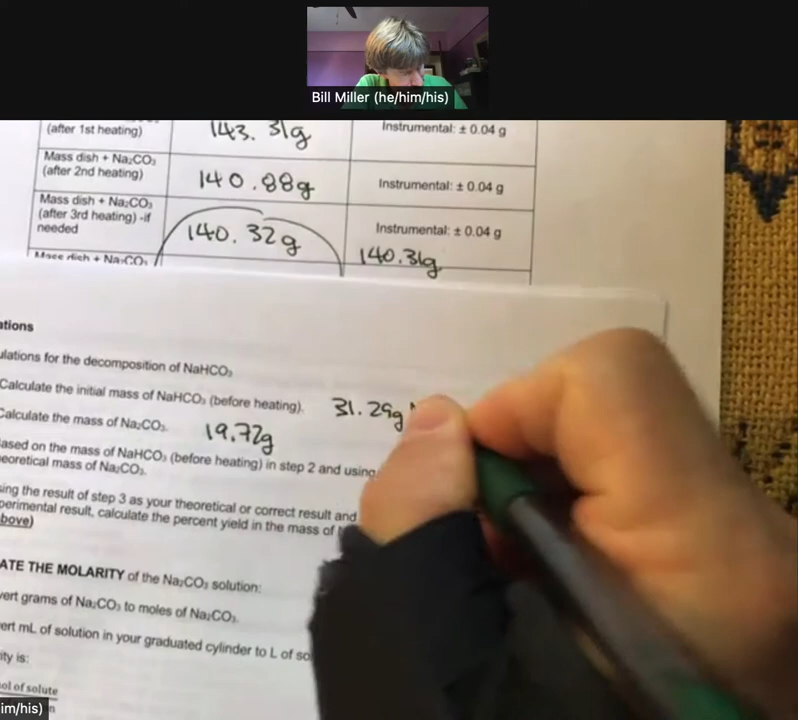 Bill Miller (he/him/his)
(after 1st heating) 143.31g Instrumental: ± 0.04 g
Mass dish + Na₂CO₃
(after 2nd heating) 140.88g Instrumental: ± 0.04 g
Mass dish + Na₂CO₃
(after 3rd heating) -if
needed 140.32g Instrumental: ± 0.04 g
140.31g
Mass dish + Na₂CO₃
ations
ulations for the decomposition of NaHCO₃
Calculate the initial mass of NaHCO₃ (before heating). 31.29g
Calculate the mass of Na₂CO₃. 19.72g
ased on the mass of NaHCO₃ (before heating) in step 2 and using
eoretical mass of Na₂CO₃.
ing the result of step 3 as your theoretical or correct result and
perimental result, calculate the percent yield in the mass of
bove)
ATE THE MOLARITY of the Na₂CO₃ solution:
vert grams of Na₂CO₃ to moles of Na₂CO₃.
ert mL of solution in your graduated cylinder to L of so
ity is:
ol of solute
im/his)